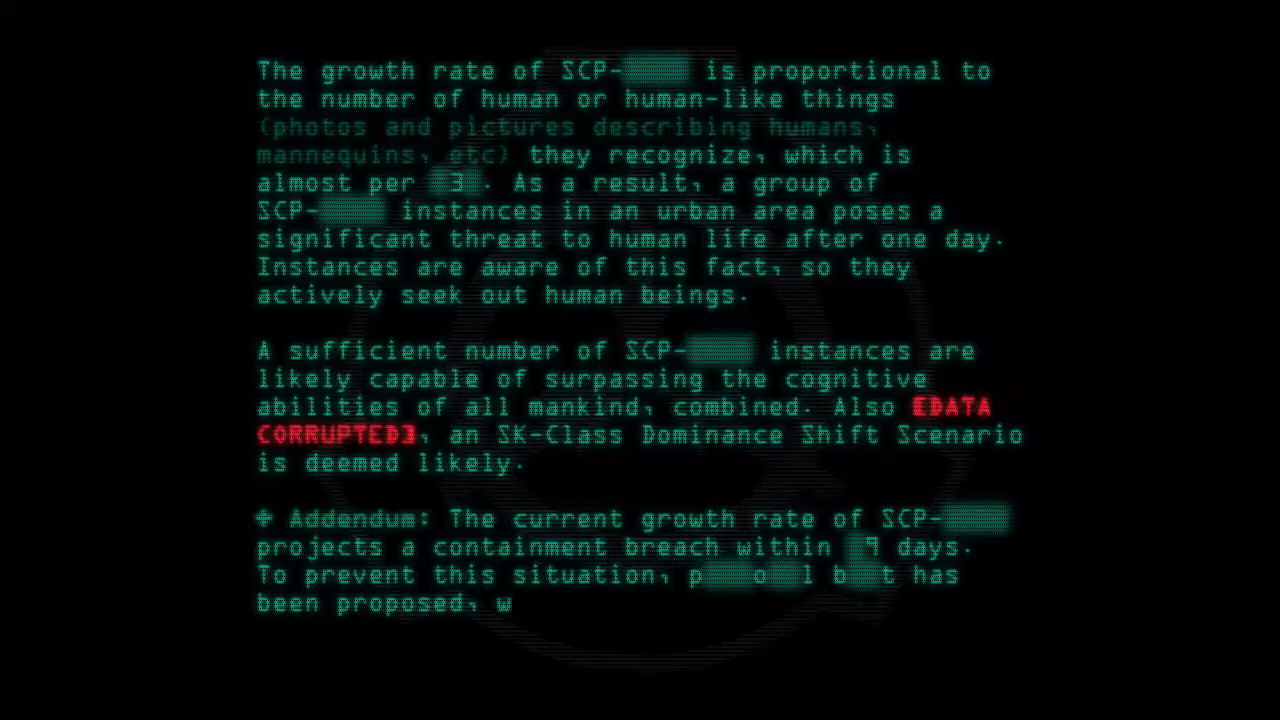 The growth rate of SCP- is proportional to
the number of human or human-like things
(photos and pictures describing humans,
mannequins, etc) they recognize, which is
almost per 3 . As a result, a group of
SCP- instances in an urban area poses a
significant threat to human life after one day.
Instances are aware of this fact, so they
actively seek out human beings.
A sufficient number of SCP- instances are
likely capable of surpassing the cognitive
abilities of all mankind, combined. Also [DATA
CORRUPTED], an SK-Class Dominance Shift Scenario
is deemed likely.
+ Addendum: The current growth rate of SCP-
projects a containment breach within 9 days.
To prevent this situation, has
been proposed, w